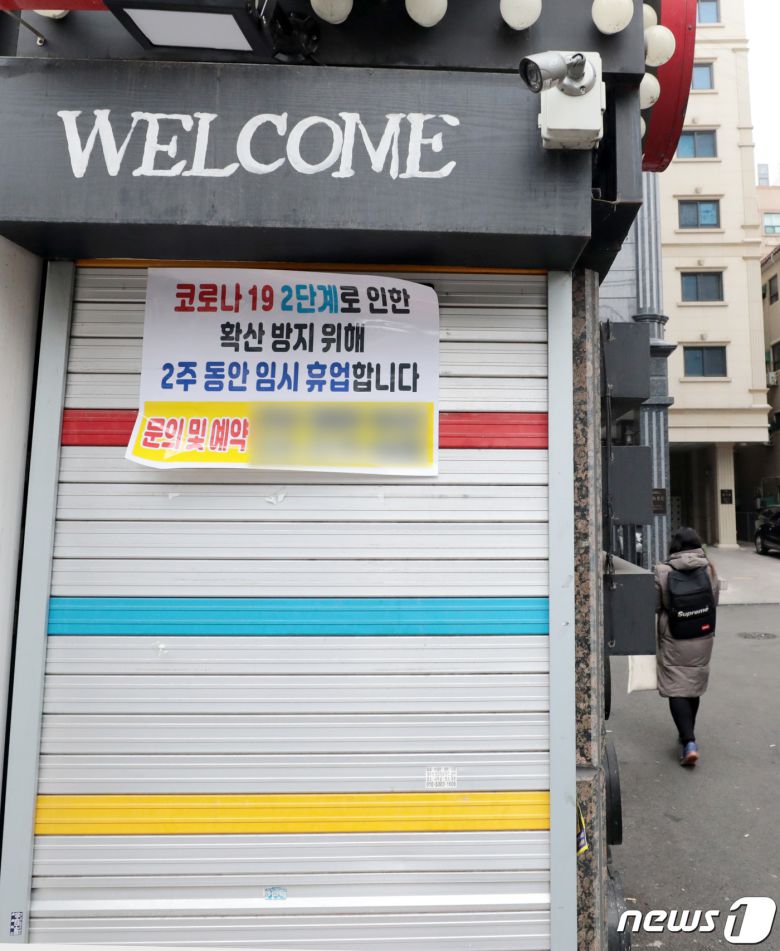 WELCOME
코로나 19 2단계로 인한
확산 방지 위해
2주 동안 임시 휴업합니다
문의 및 예약
Supreme
news1